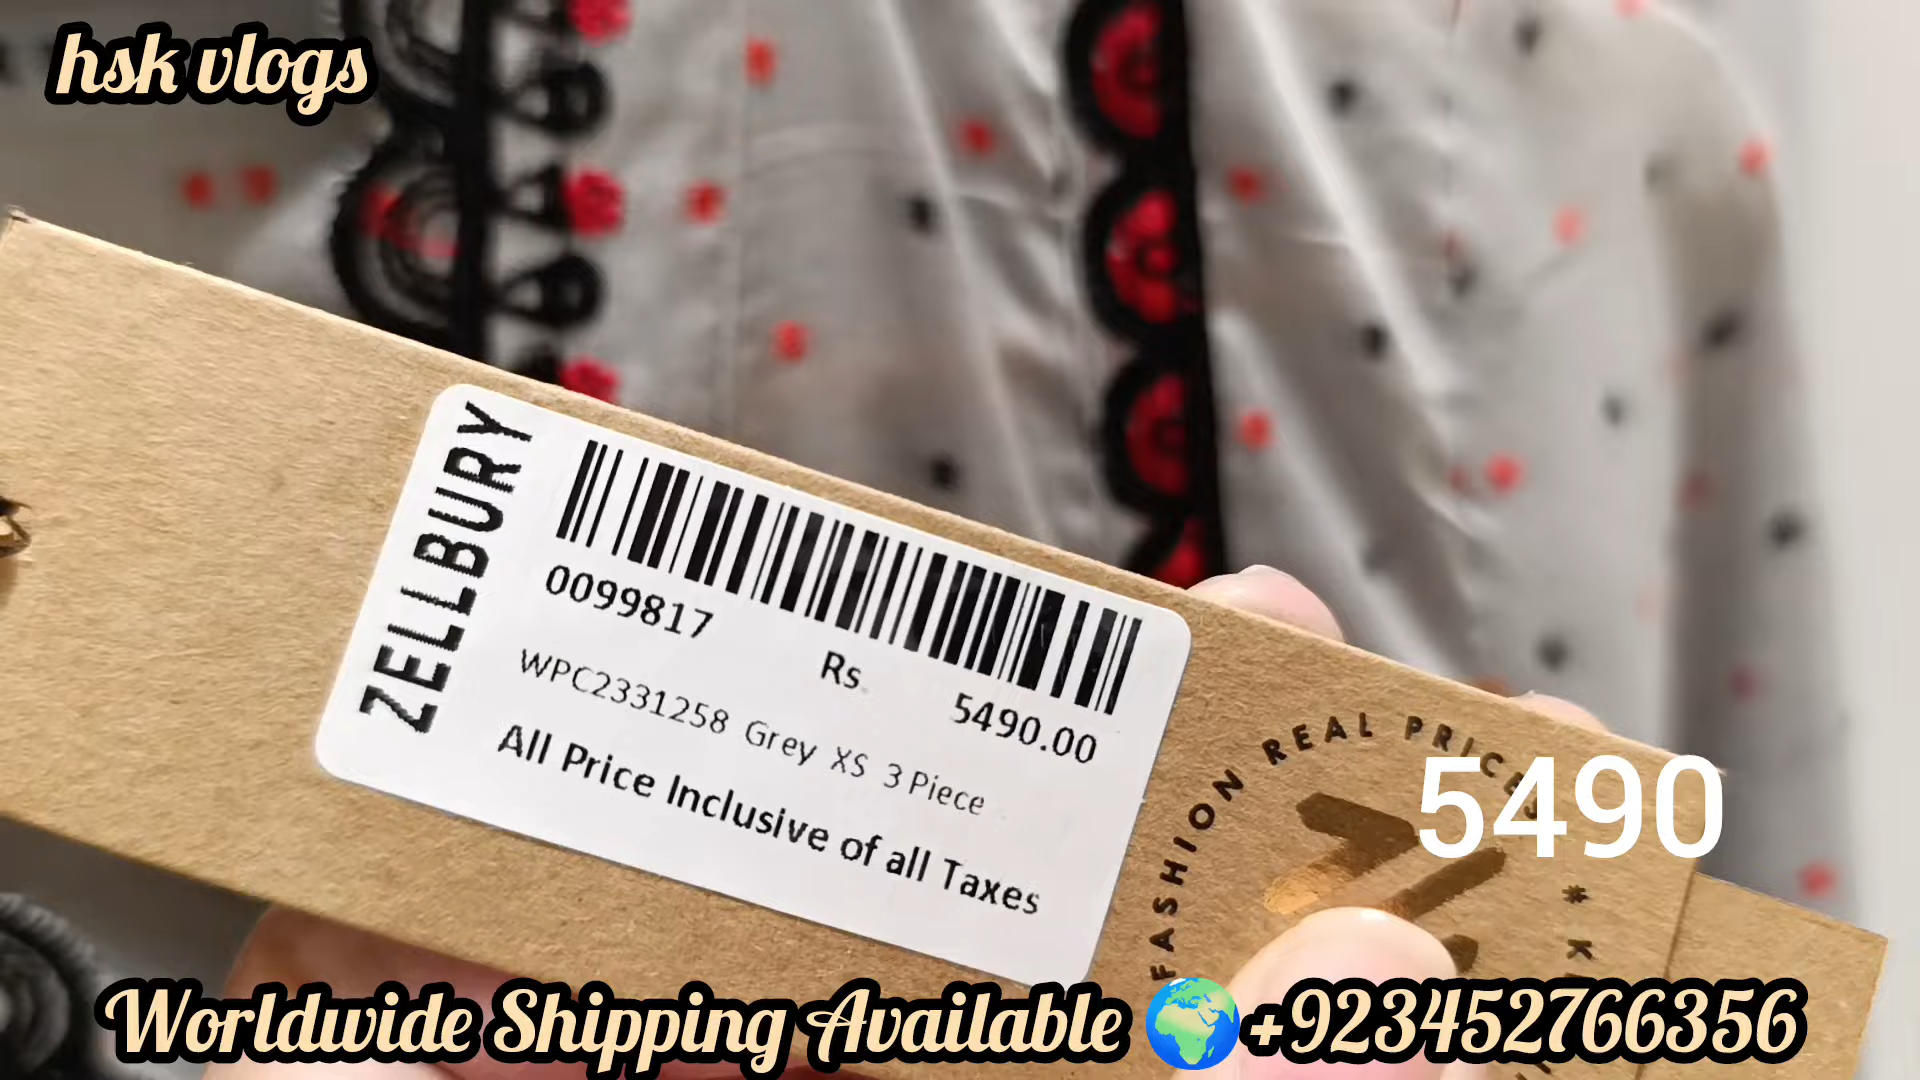 hsk vlogs
ZELLBURY
0099817
Rs. 5490.00
WPC2331258 Grey XS 3 Piece
All Price Inclusive of all Taxes
FASHION REAL PRICES *
5490
Worldwide Shipping Available 🌍+923452766356